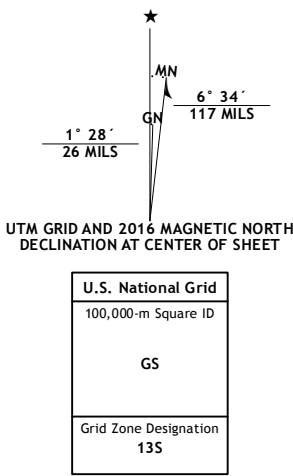 ★
MN
GN
6° 34´
117 MILS
1° 28´
26 MILS
UTM GRID AND 2016 MAGNETIC NORTH
DECLINATION AT CENTER OF SHEET
U.S. National Grid
100,000-m Square ID
GS
Grid Zone Designation
13S